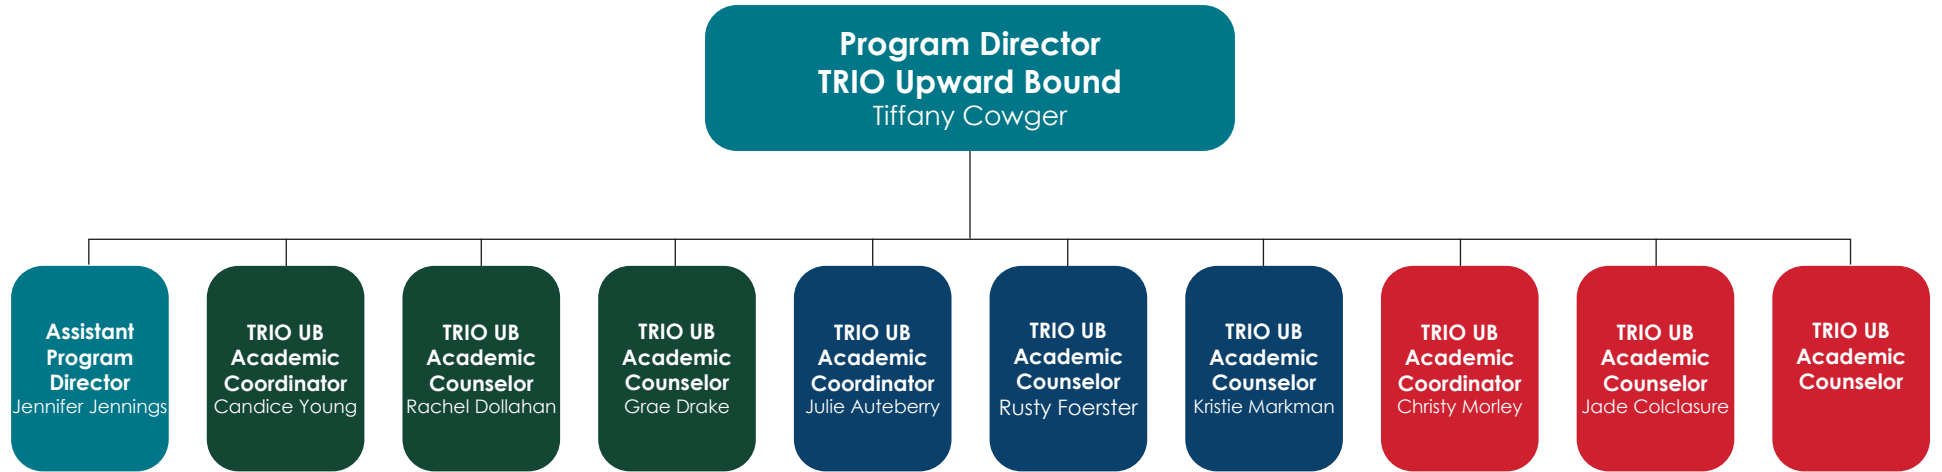 Program Director
TRIO Upward Bound
Tiffany Cowger
Assistant
Program
Director
Jennifer Jennings
TRIO UB
Academic
Coordinator
Candice Young
TRIO UB
Academic
Counselor
Rachel Dollahan
TRIO UB
Academic
Counselor
Grae Drake
TRIO UB
Academic
Coordinator
Julie Auteberry
TRIO UB
Academic
Counselor
Rusty Foerster
TRIO UB
Academic
Counselor
Kristie Markman
TRIO UB
Academic
Coordinator
Christy Morley
TRIO UB
Academic
Counselor
Jade Colclasure
TRIO UB
Academic
Counselor